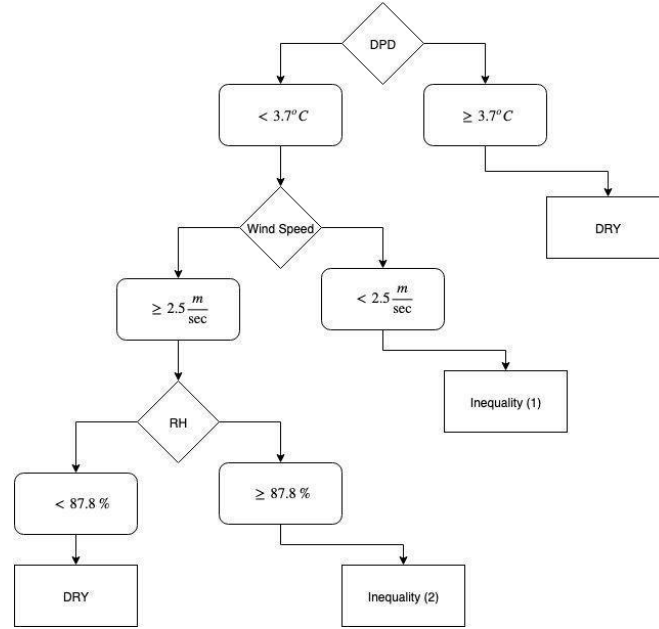 DPD
< 3.7°C
≥ 3.7°C
DRY
Wind Speed
≥ 2.5 m/sec
< 2.5 m/sec
Inequality (1)
RH
< 87.8 %
≥ 87.8 %
DRY
Inequality (2)